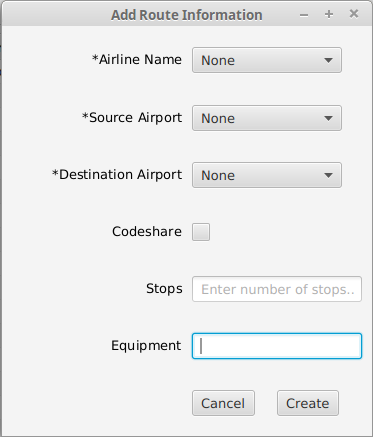 Add Route Information
*Airline Name None
*Source Airport None
*Destination Airport None
Codeshare
Stops Enter number of stops..
Equipment
Cancel Create